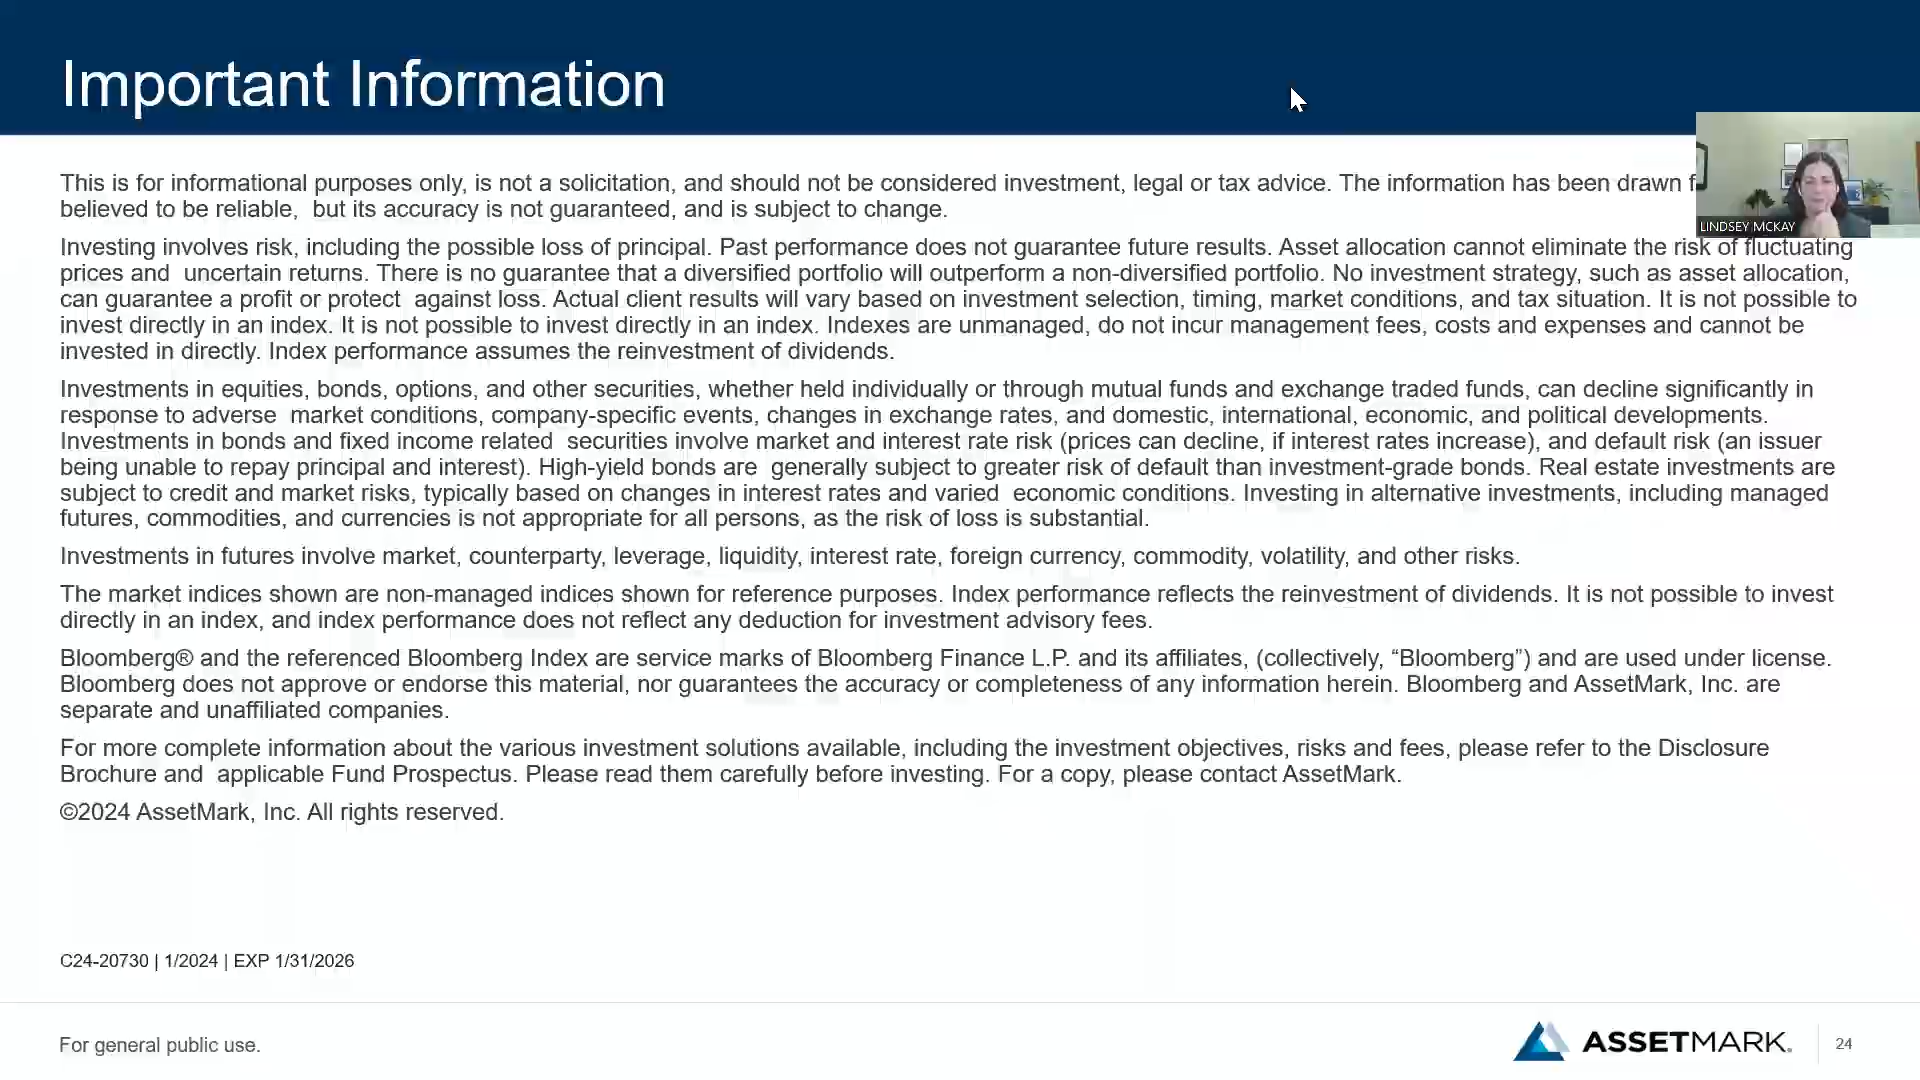 Important Information
LINDSEY MCKAY
This is for informational purposes only, is not a solicitation, and should not be considered investment, legal or tax advice. The information has been drawn
believed to be reliable,  but its accuracy is not guaranteed, and is subject to change.
Investing involves risk, including the possible loss of principal. Past performance does not guarantee future results. Asset allocation cannot eliminate the risk of fluctuating
prices and  uncertain returns. There is no guarantee that a diversified portfolio will outperform a non-diversified portfolio. No investment strategy, such as asset allocation,
can guarantee a profit or protect  against loss. Actual client results will vary based on investment selection, timing, market conditions, and tax situation. It is not possible to
invest directly in an index. It is not possible to invest directly in an index. Indexes are unmanaged, do not incur management fees, costs and expenses and cannot be
invested in directly. Index performance assumes the reinvestment of dividends.
Investments in equities, bonds, options, and other securities, whether held individually or through mutual funds and exchange traded funds, can decline significantly in
response to adverse  market conditions, company-specific events, changes in exchange rates, and domestic, international, economic, and political developments.
Investments in bonds and fixed income related  securities involve market and interest rate risk (prices can decline, if interest rates increase), and default risk (an issuer
being unable to repay principal and interest). High-yield bonds are  generally subject to greater risk of default than investment-grade bonds. Real estate investments are
subject to credit and market risks, typically based on changes in interest rates and varied  economic conditions. Investing in alternative investments, including managed
futures, commodities, and currencies is not appropriate for all persons, as the risk of loss is substantial.
Investments in futures involve market, counterparty, leverage, liquidity, interest rate, foreign currency, commodity, volatility, and other risks.
The market indices shown are non-managed indices shown for reference purposes. Index performance reflects the reinvestment of dividends. It is not possible to invest
directly in an index, and index performance does not reflect any deduction for investment advisory fees.
Bloomberg® and the referenced Bloomberg Index are service marks of Bloomberg Finance L.P. and its affiliates, (collectively, “Bloomberg”) and are used under license.
Bloomberg does not approve or endorse this material, nor guarantees the accuracy or completeness of any information herein. Bloomberg and AssetMark, Inc. are
separate and unaffiliated companies.
For more complete information about the various investment solutions available, including the investment objectives, risks and fees, please refer to the Disclosure
Brochure and  applicable Fund Prospectus. Please read them carefully before investing. For a copy, please contact AssetMark.
©2024 AssetMark, Inc. All rights reserved.
C24-20730 | 1/2024 | EXP 1/31/2026
For general public use.
ASSETMARK.
24